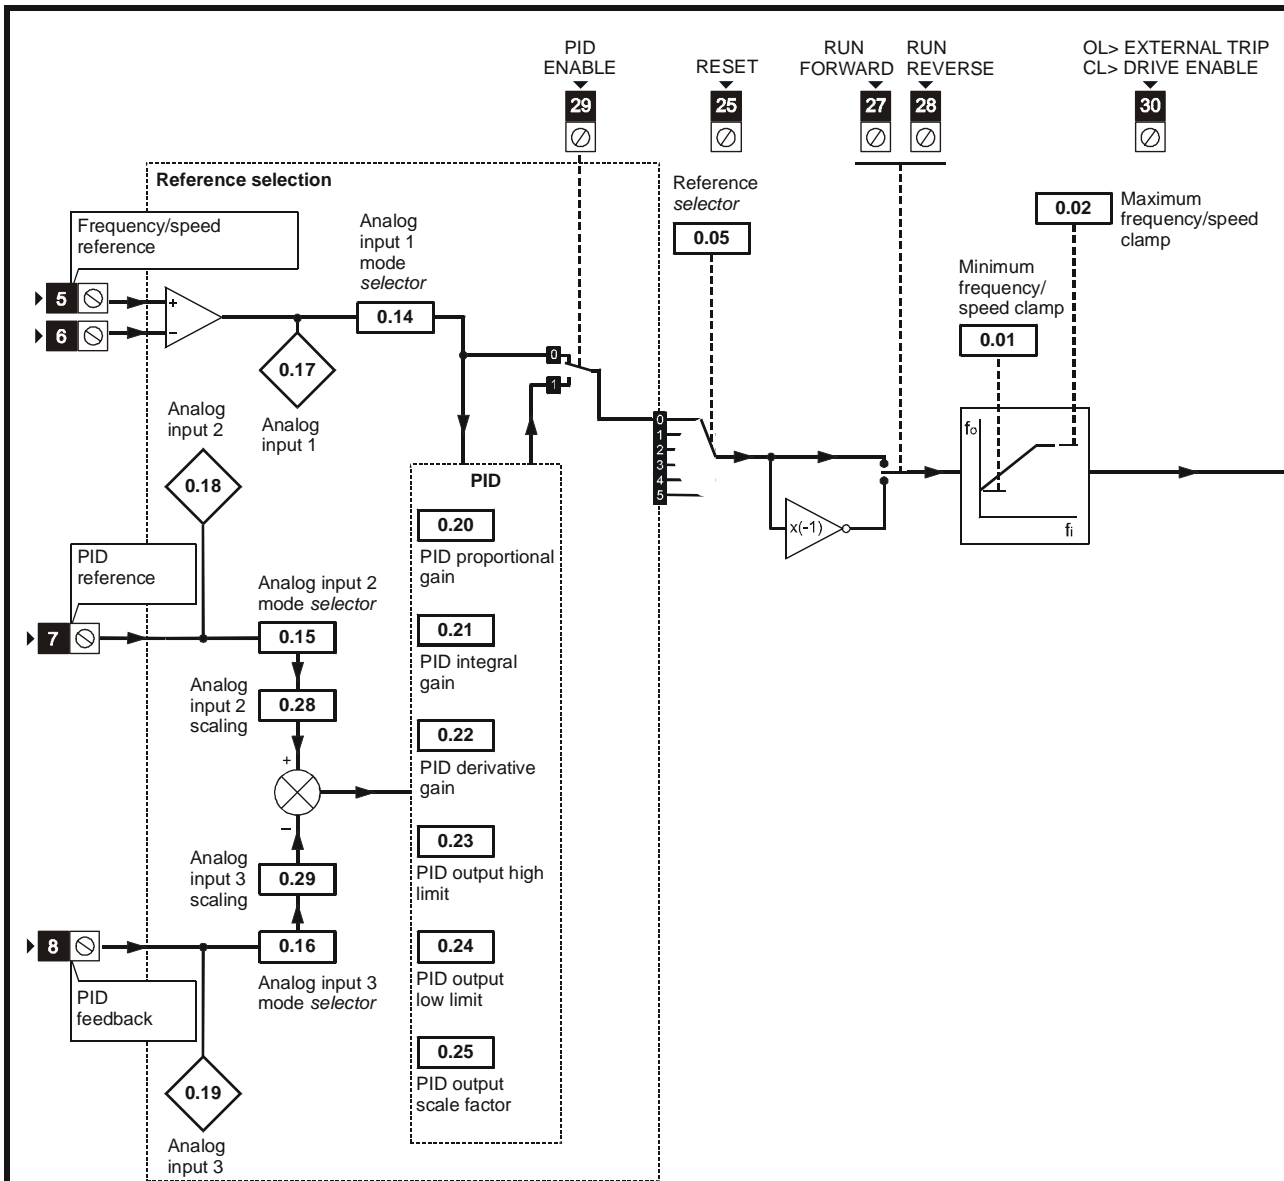 PID
ENABLE
29
RESET
25
RUN
FORWARD
27
RUN
REVERSE
28
OL> EXTERNAL TRIP
CL> DRIVE ENABLE
30
Reference selection
Frequency/speed
reference
5
6
+
−
Analog
input 1
mode
selector
0.14
0.17
Analog
input 1
0
1
Reference
selector
0.05
0
1
2
3
4
5
x(-1)
Minimum
frequency/
speed clamp
0.01
0.02
Maximum
frequency/speed
clamp
fo
fi
Analog
input 2
0.18
PID
reference
7
Analog input 2
mode selector
0.15
Analog
input 2
scaling
0.28
+
−
Analog
input 3
scaling
0.29
8
0.16
Analog input 3
mode selector
PID
feedback
0.19
Analog
input 3
PID
0.20
PID proportional
gain
0.21
PID integral
gain
0.22
PID derivative
gain
0.23
PID output high
limit
0.24
PID output
low limit
0.25
PID output
scale factor